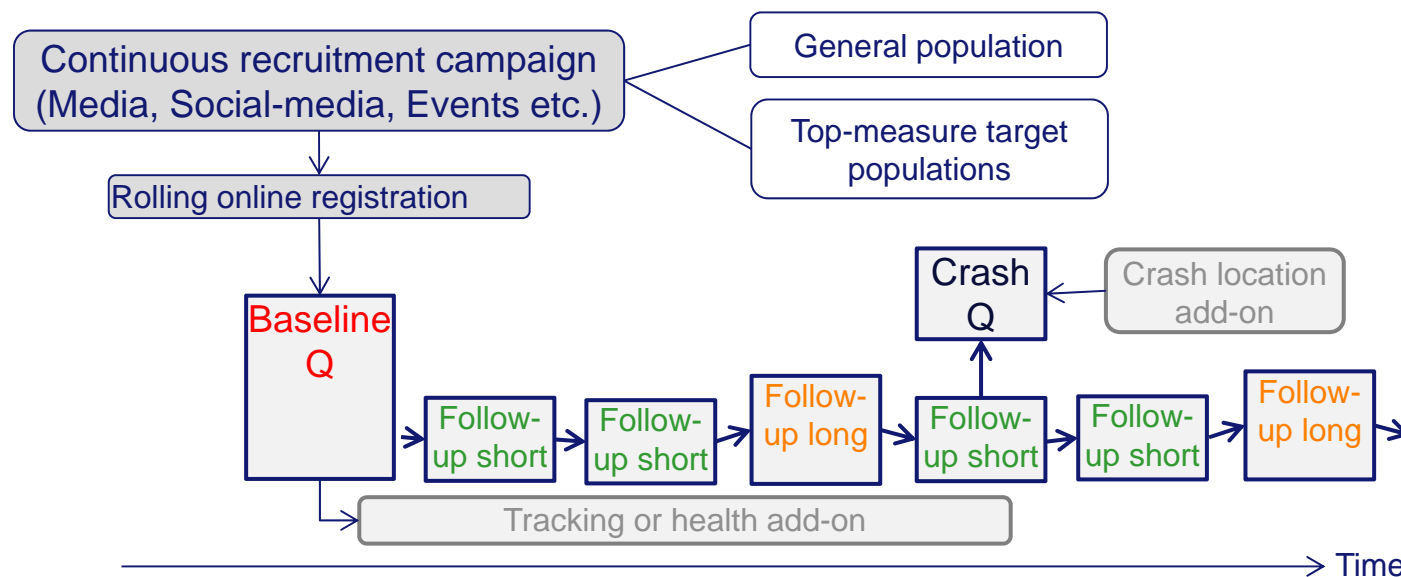 Continuous recruitment campaign
(Media, Social-media, Events etc.)
General population
Top-measure target
populations
Rolling online registration
Baseline
Q
Crash
Q
Crash location
add-on
Follow-
up short
Follow-
up short
Follow-
up long
Follow-
up short
Follow-
up short
Follow-
up long
Tracking or health add-on
Time